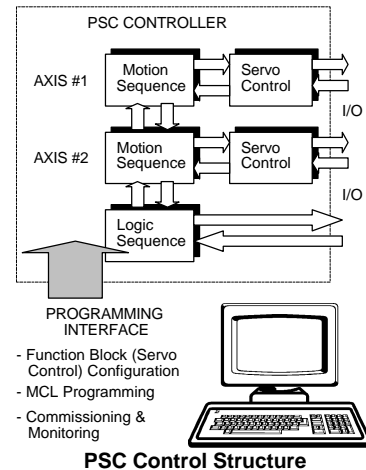 PSC CONTROLLER
AXIS #1
Motion
Sequence
Servo
Control
I/O
AXIS #2
Motion
Sequence
Servo
Control
I/O
Logic
Sequence
PROGRAMMING
INTERFACE
- Function Block (Servo
Control) Configuration
- MCL Programming
- Commissioning &
Monitoring
PSC Control Structure